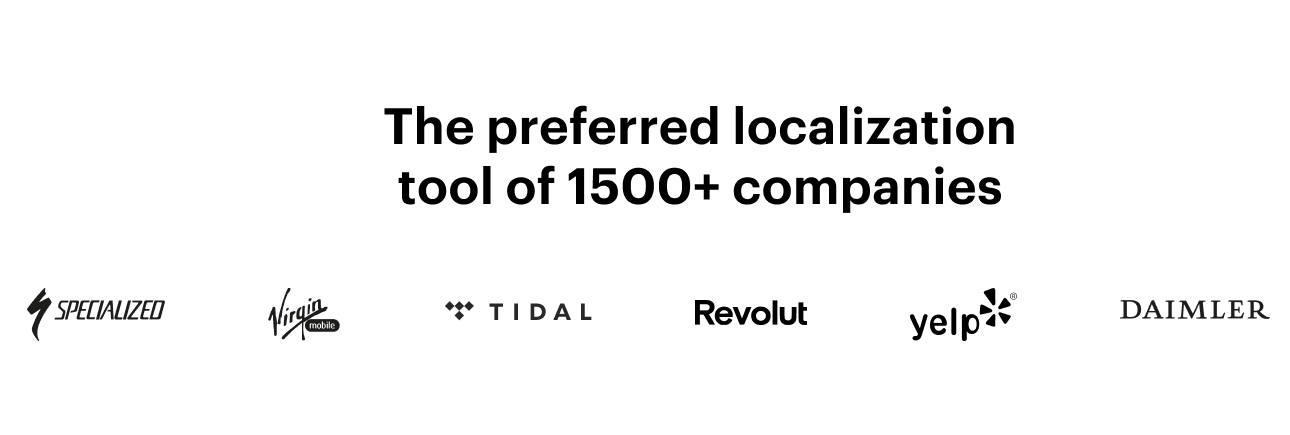 The preferred localization
tool of 1500+ companies
SPECIALIZED
Virgin mobile
TIDAL
Revolut
yelp®
DAIMLER